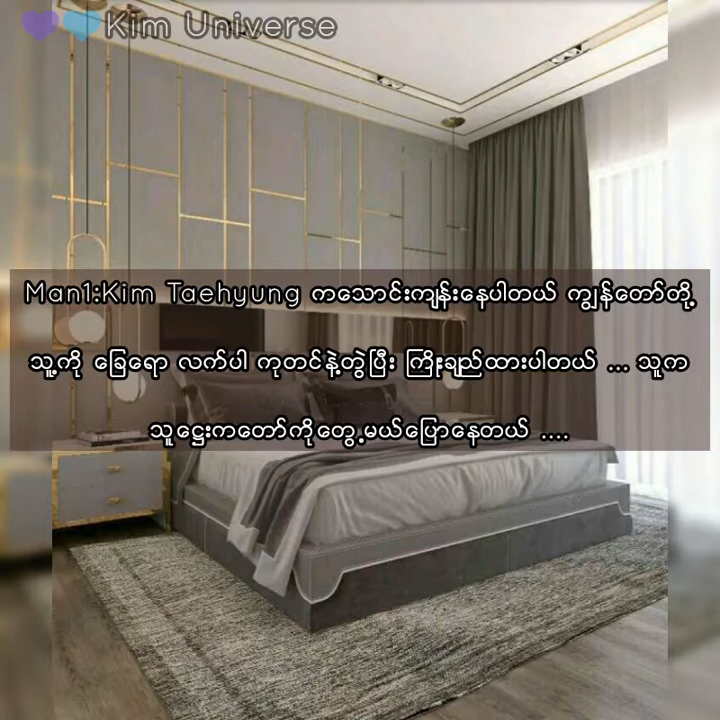 Kim Universe
Man1:Kim Taehyung ကသောင်းကျန်းနေပါတယ် ကျွန်တော်တို့
သူ့ကို ခြေရော လက်ပါ ကုတင်နဲ့တွဲပြီး ကြိုးချည်ထားပါတယ် ... သူက
သူဌေးကတော်ကိုတွေ့မယ်ပြောနေတယ် ....